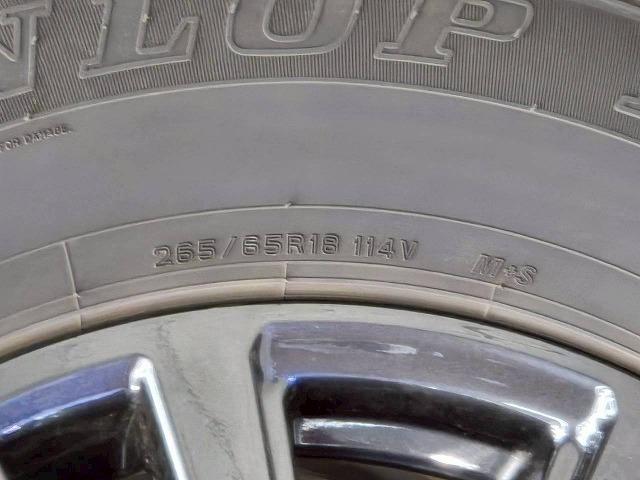 NLOP
FOR DAMAGE.
265/65R18 114V M+S